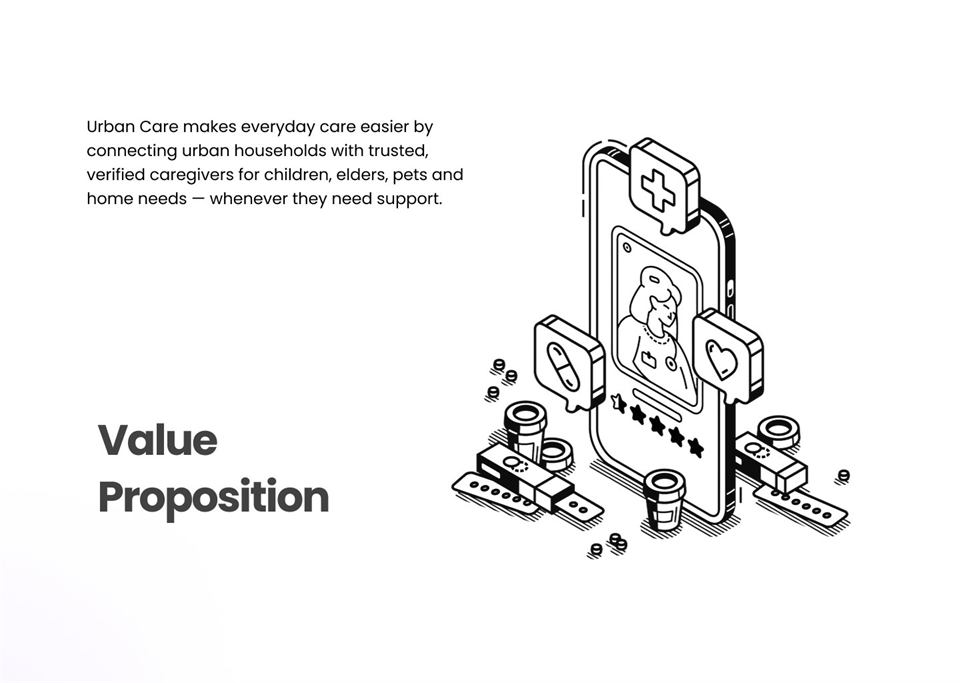 Urban Care makes everyday care easier by
connecting urban households with trusted,
verified caregivers for children, elders, pets and
home needs — whenever they need support.
Value
Proposition